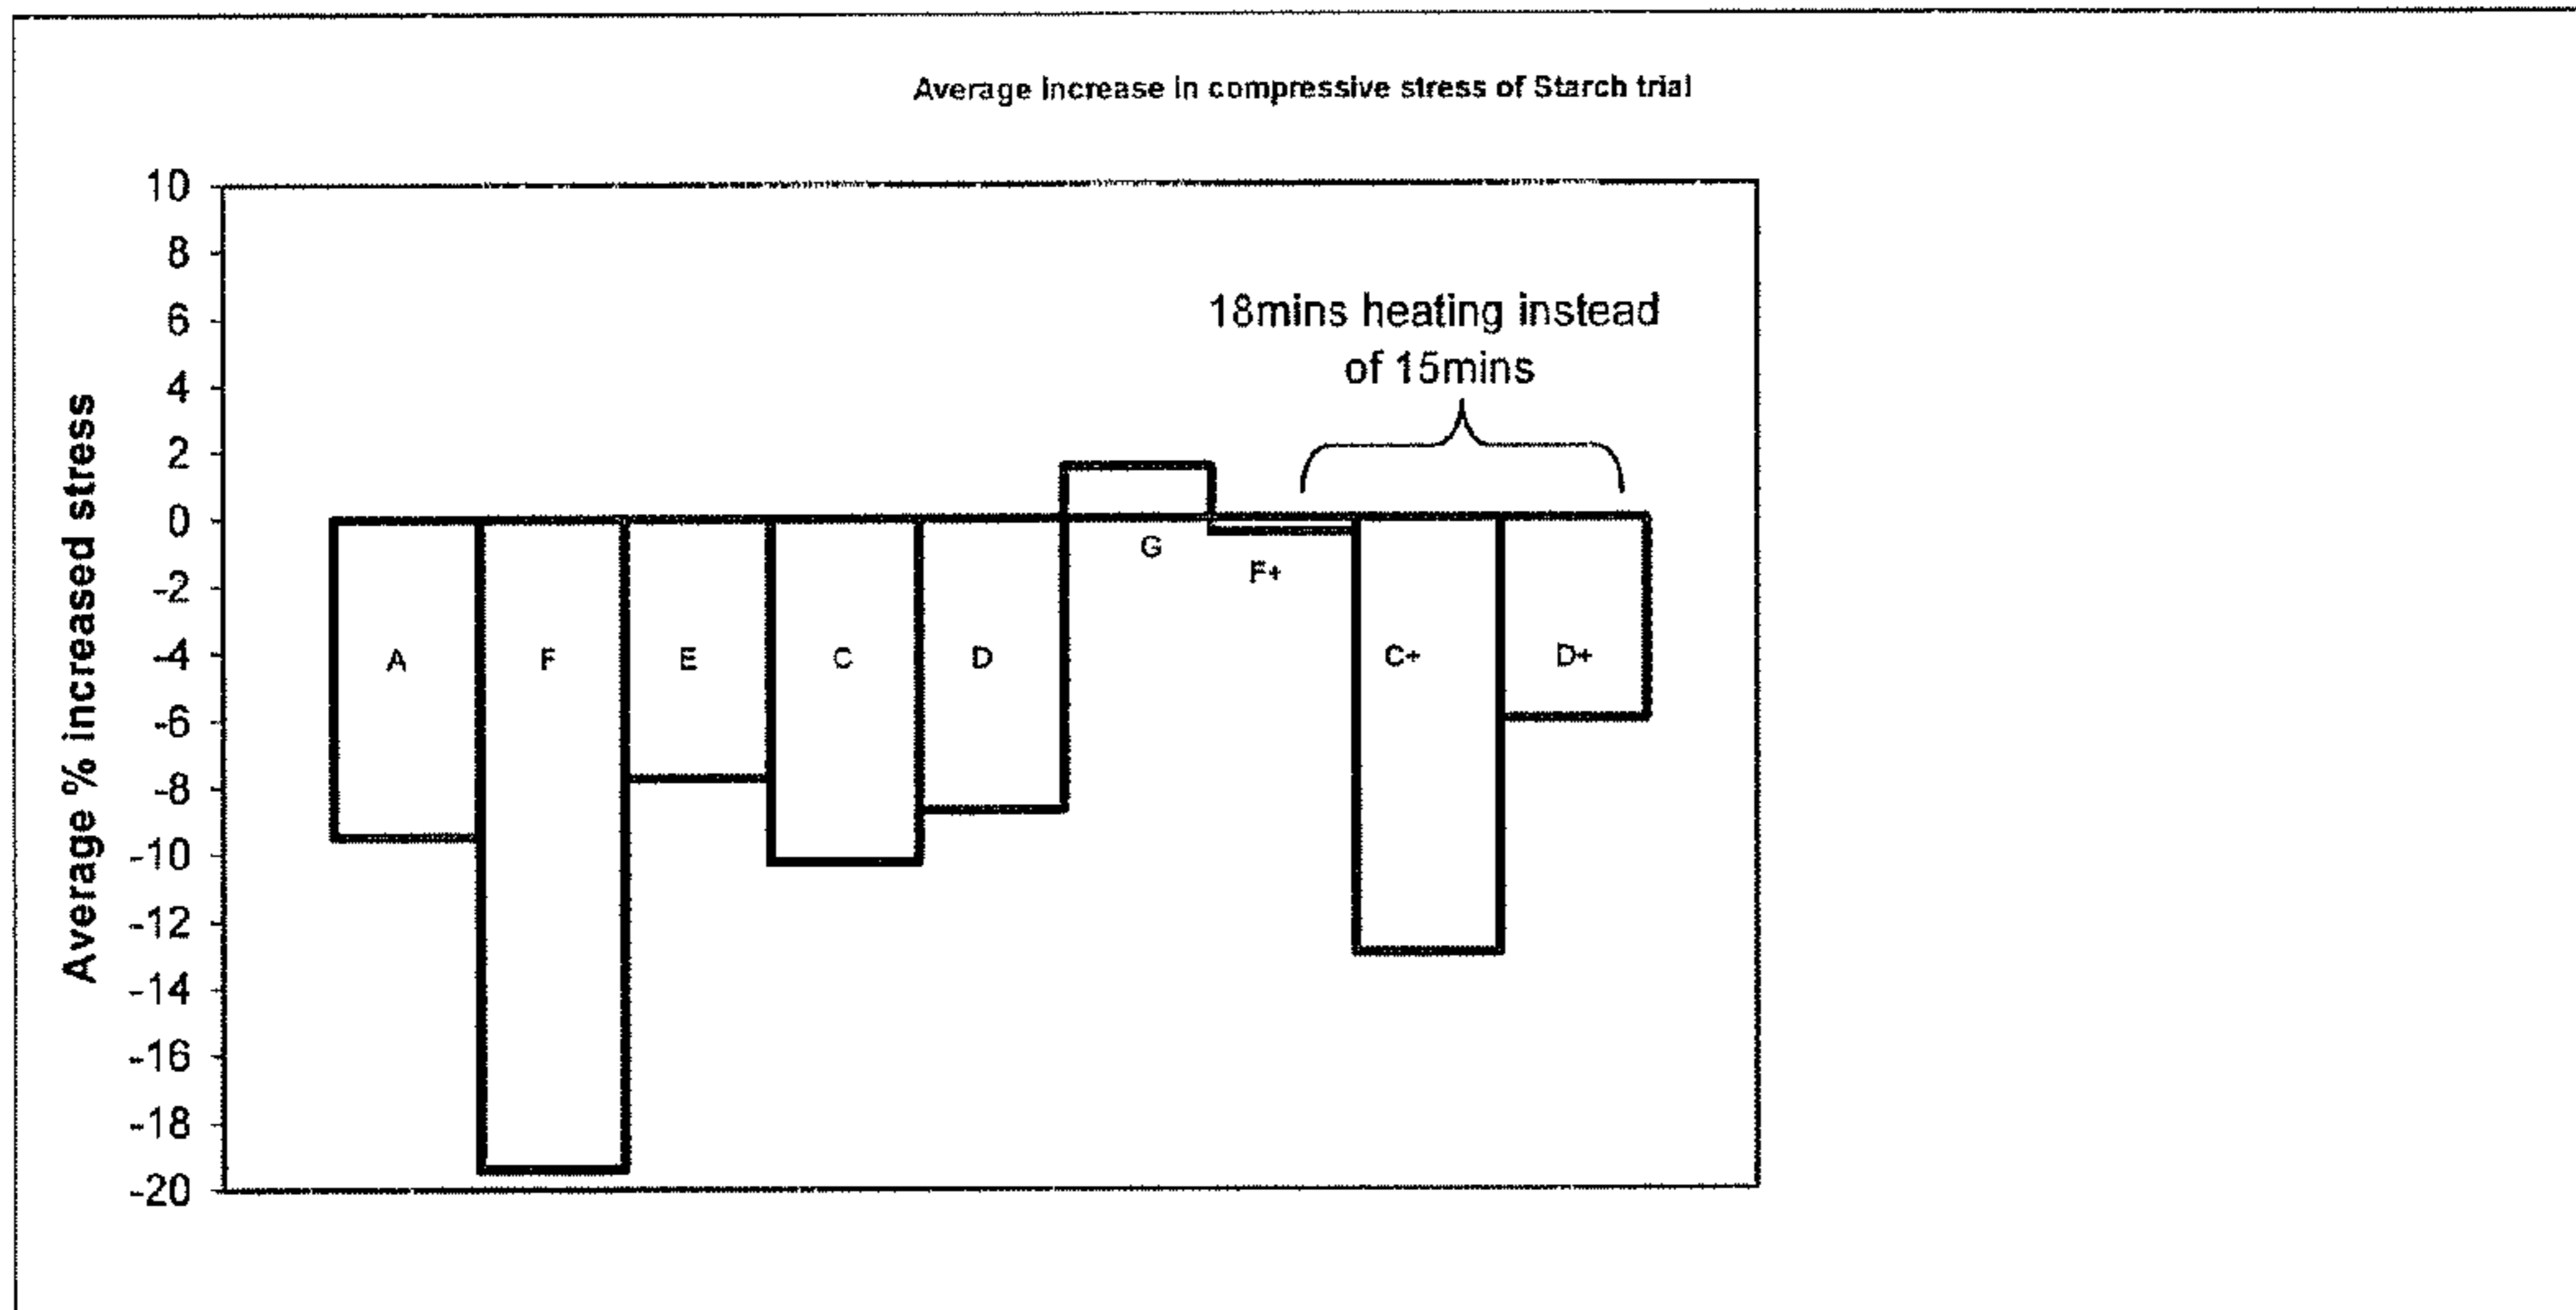 Average increase in compressive stress of Starch trial
10
8
6
4
2
0
-2
-4
-6
-8
-10
-12
-14
-16
-18
-20
Average % increased stress
18mins heating instead
of 15mins
A
F
E
C
D
G
F+
C+
D+